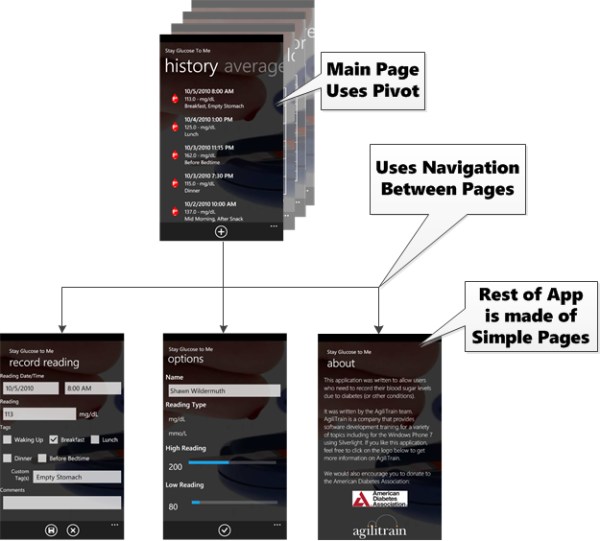 Stay Glucose To Me
history average
10/5/2010 8:00 AM
113.0 - mg/dL
Breakfast, Empty Stomach
10/4/2010 1:00 PM
125.0 - mg/dL
Lunch
10/3/2010 11:15 PM
162.0 - mg/dL
Before Bedtime
10/3/2010 7:30 PM
115.0 - mg/dL
Dinner
10/2/2010 10:00 AM
137.0 - mg/dL
Mid Morning, After Snack
Main Page
Uses Pivot
Uses Navigation
Between Pages
Rest of App
is made of
Simple Pages
Stay Glucose to Me
record reading
Reading Date/Time
10/5/2010 8:00 AM
Reading
113 mg/dL
Tags
Waking Up Breakfast Lunch
Dinner Before Bedtime
Custom
Tag(s) Empty Stomach
Comments
Stay Glucose to Me
options
Name
Shawn Wildermuth
Reading Type
mg/dL
mmo/L
High Reading
200
Low Reading
80
Stay Glucose to Me
about
This application was written to allow users
who need to record their blood sugar levels
due to diabetes (or other conditions).
It was written by the AgiliTrain team.
AgiliTrain is a company that provides
software development training for a variety
of topics including for the Windows Phone 7
using Silverlight. If you like this application
feel free to click on the logo below to get
more information on AgiliTrain.
We would also encourage you to donate
to the American Diabetes Association:
American
Diabetes
Association
agilitrain